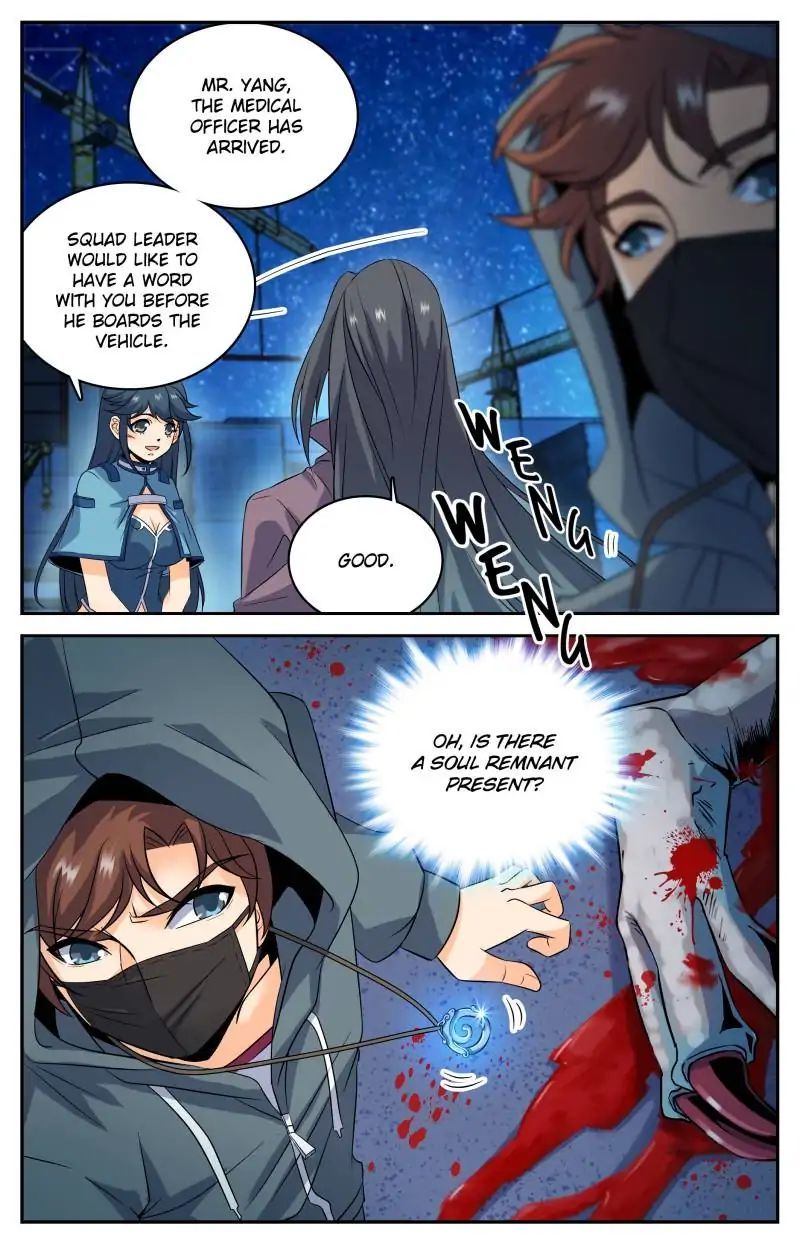 MR. YANG,
THE MEDICAL
OFFICER HAS
ARRIVED.
SQUAD LEADER
WOULD LIKE TO
HAVE A WORD
WITH YOU BEFORE
HE BOARDS THE
VEHICLE.
GOOD.
WENG
WENG
OH, IS THERE
A SOUL REMNANT
PRESENT?